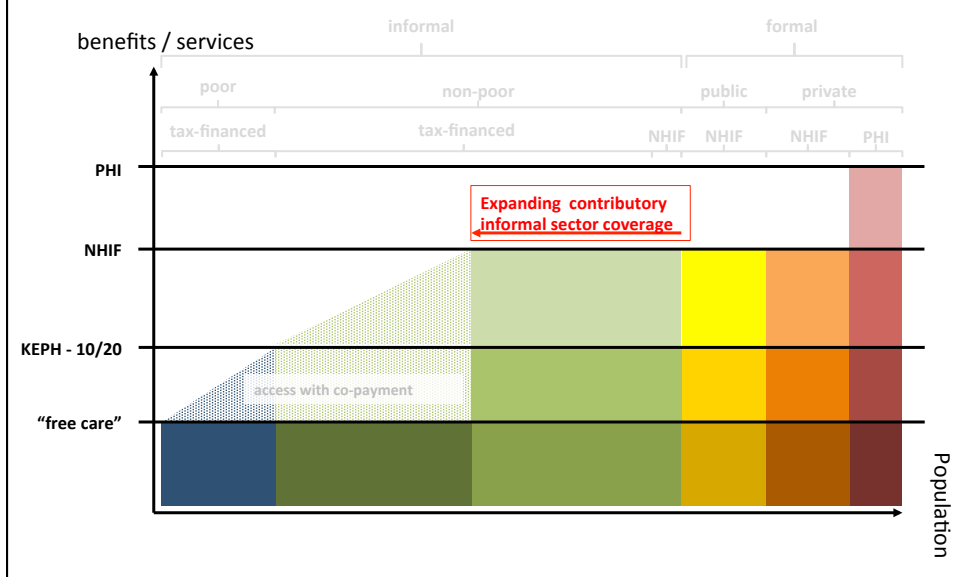 informal
formal
benefits / services
poor
non-poor
public
private
tax-financed
tax-financed
NHIF
NHIF
NHIF
PHI
PHI
Expanding contributory
informal sector coverage
NHIF
KEPH - 10/20
access with co-payment
“free care”
Population